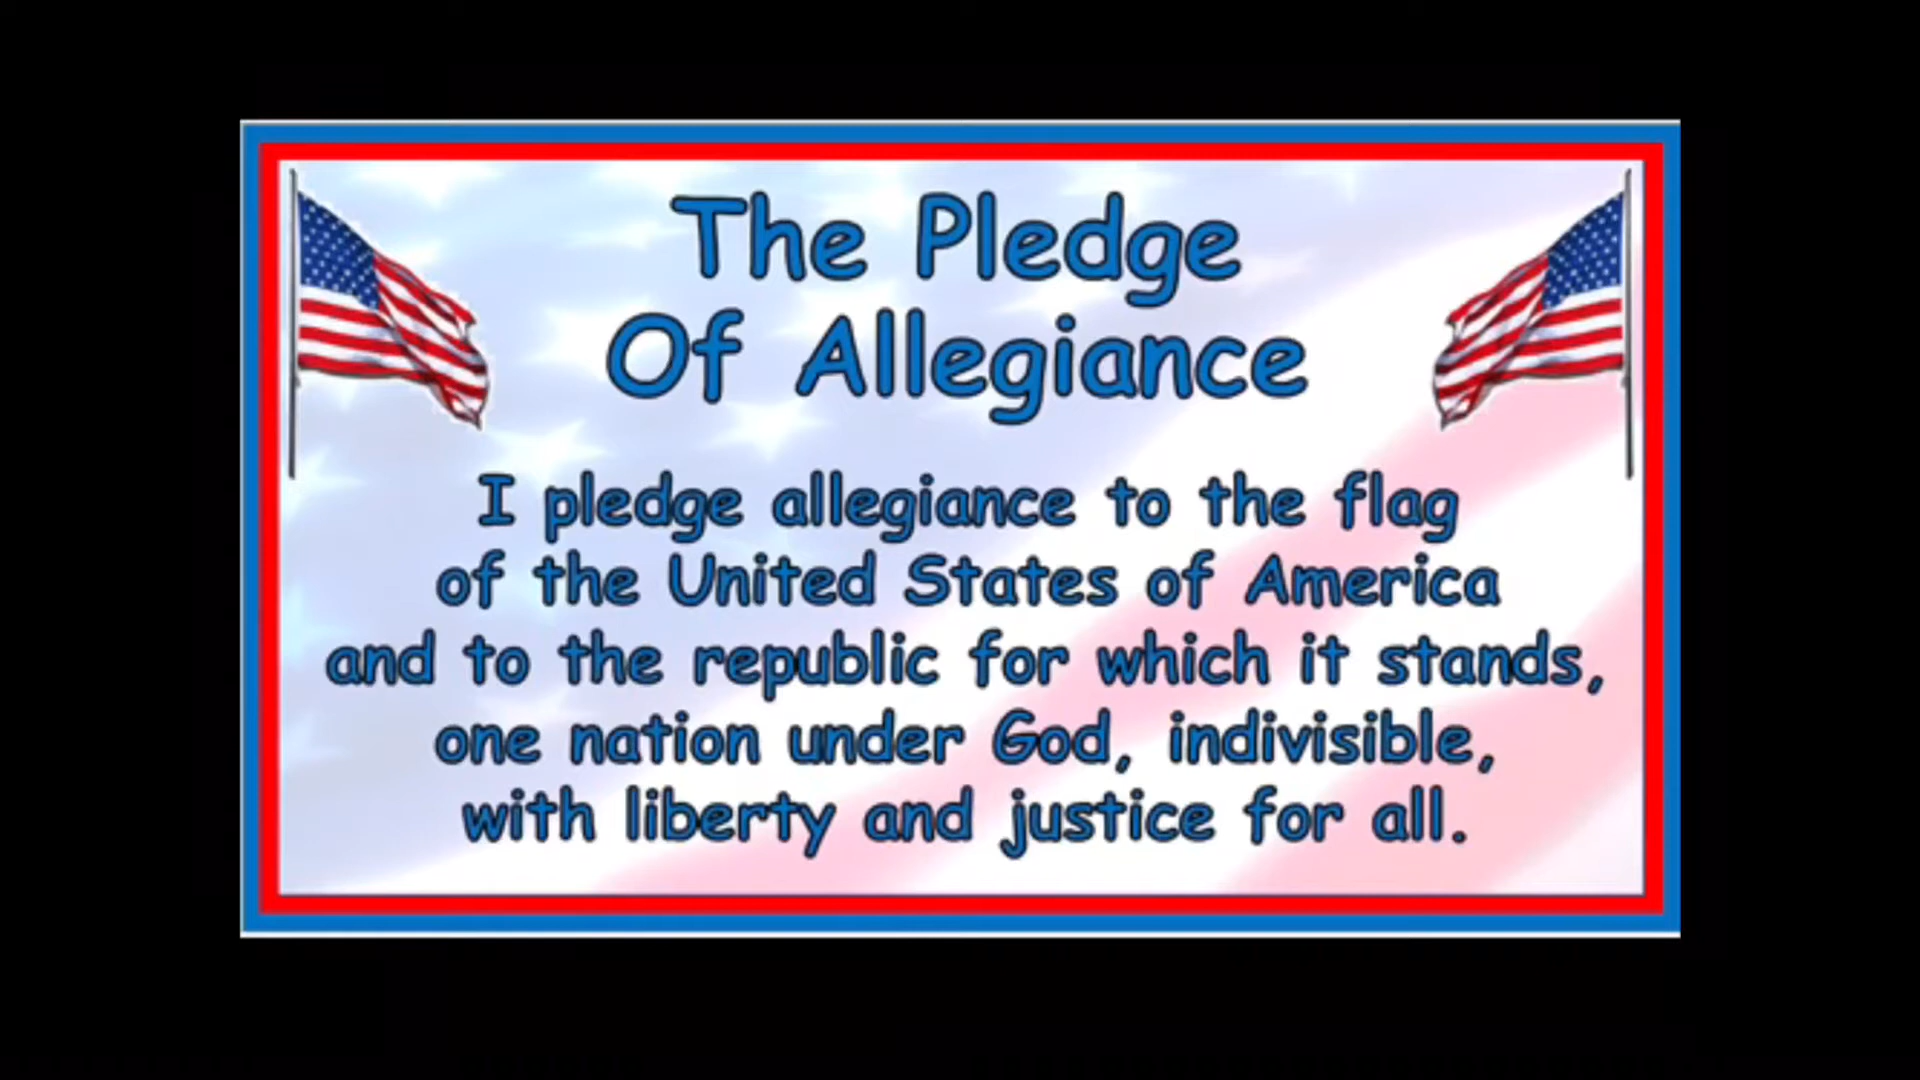 The Pledge
Of Allegiance
I pledge allegiance to the flag
of the United States of America
and to the republic for which it stands,
one nation under God, indivisible,
with liberty and justice for all.